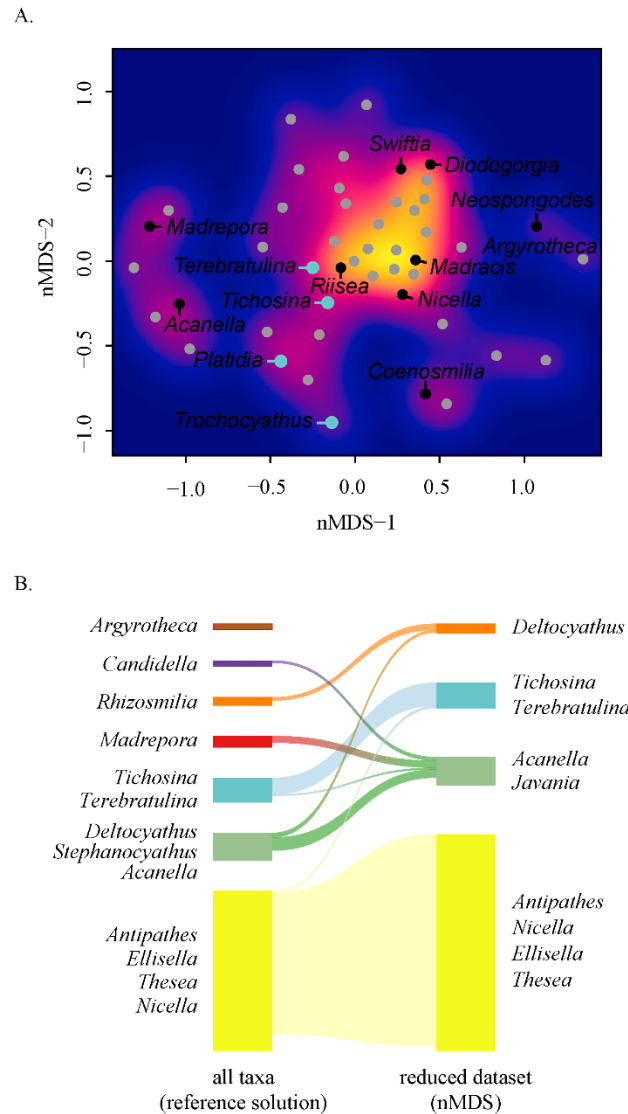 A.
Swiftia
Diodogorgia
Neospongodes
Madrepora
Argyrotheca
Terebratulina
Madracis
Riisea
Tichosina
Nicella
Acanella
Platidia
Coenosmilia
Trochocyathus
nMDS−2
1.0
0.5
0.0
−0.5
−1.0
−1.0
−0.5
0.0
0.5
1.0
nMDS−1
B.
Argyrotheca
Candidella
Rhizosmilia
Madrepora
Tichosina
Terebratulina
Deltocyathus
Stephanocyathus
Acanella
Antipathes
Ellisella
Thesea
Nicella
all taxa
(reference solution)
Deltocyathus
Tichosina
Terebratulina
Acanella
Javania
Antipathes
Nicella
Ellisella
Thesea
reduced dataset
(nMDS)